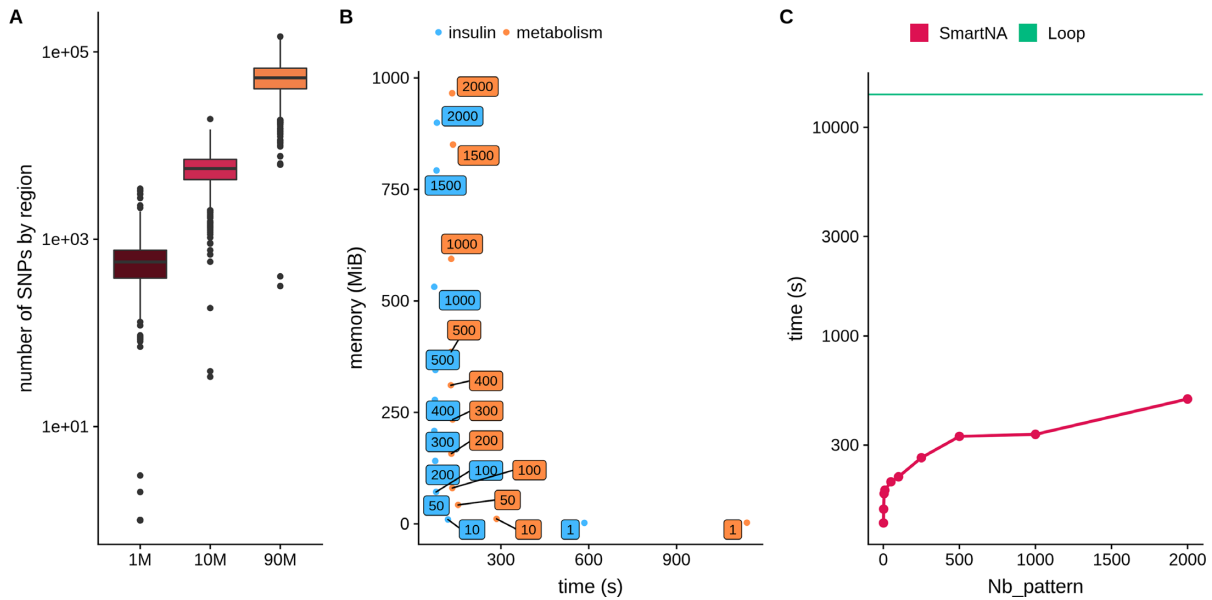 A
number of SNPs by region
1e+05
1e+03
1e+01
1M
10M
90M
B
insulin
metabolism
memory (MiB)
1000
750
500
250
0
2000
2000
1500
1500
1000
1000
500
500
400
400
300
300
200
200
100
100
50
50
10
10
1
1
300
600
900
time (s)
C
SmartNA
Loop
time (s)
10000
3000
1000
300
0
500
1000
1500
2000
Nb_pattern